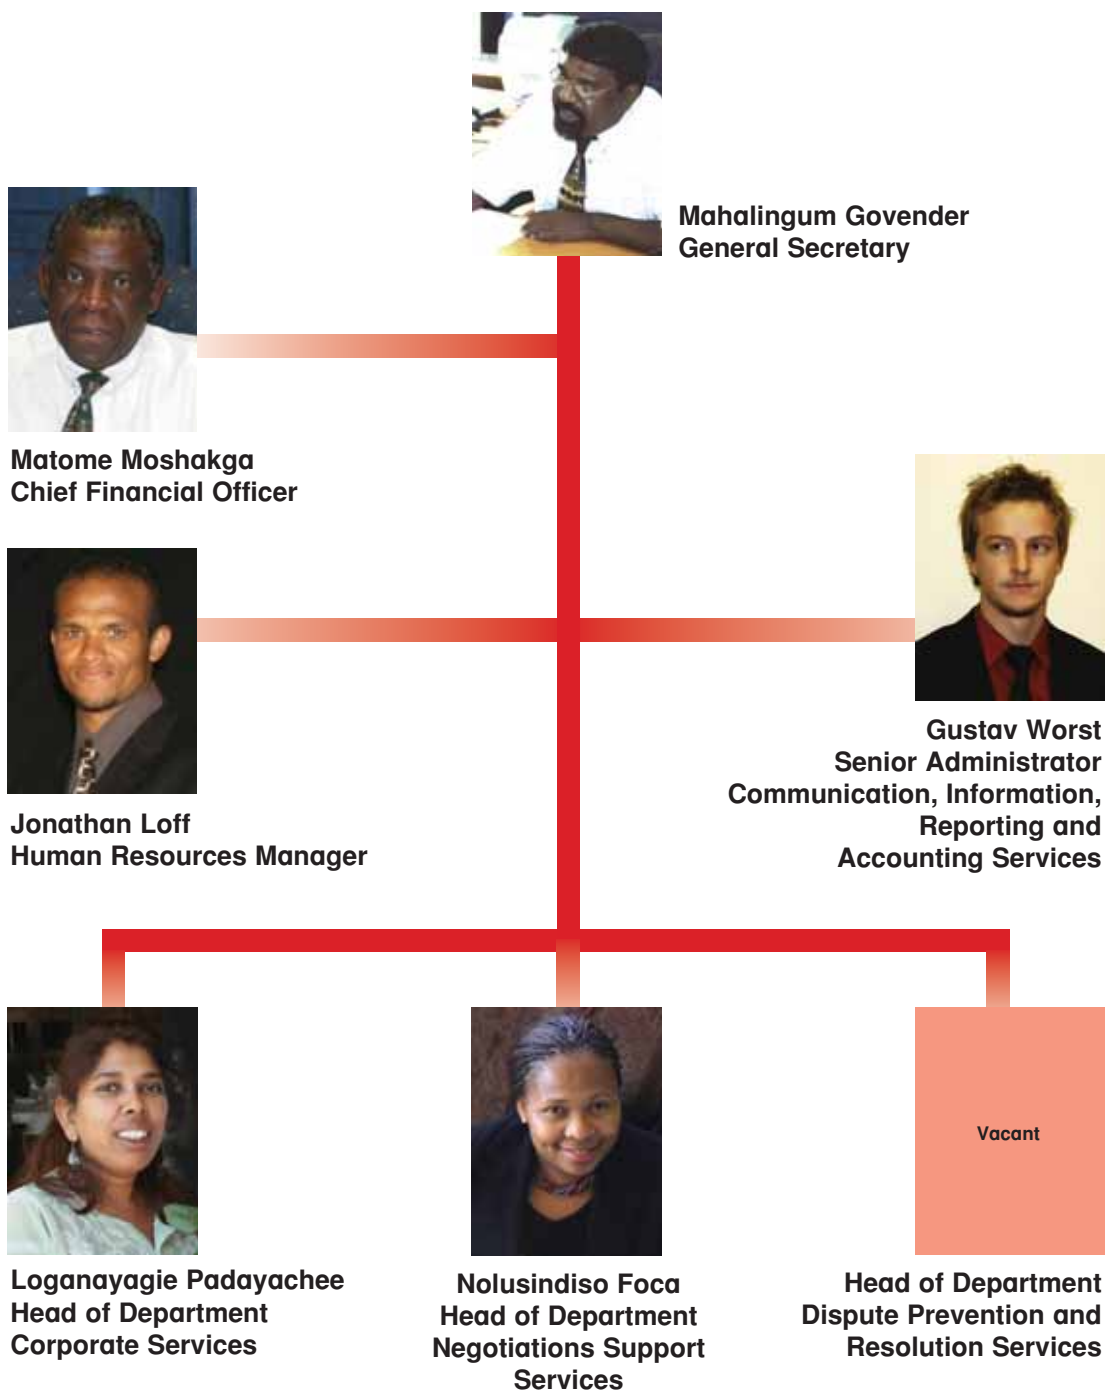 Mahalingum Govender
General Secretary
Matome Moshakga
Chief Financial Officer
Jonathan Loff
Human Resources Manager
Gustav Worst
Senior Administrator
Communication, Information,
Reporting and
Accounting Services
Loganayagie Padayachee
Head of Department
Corporate Services
Nolusindiso Foca
Head of Department
Negotiations Support
Services
Vacant
Head of Department
Dispute Prevention and
Resolution Services